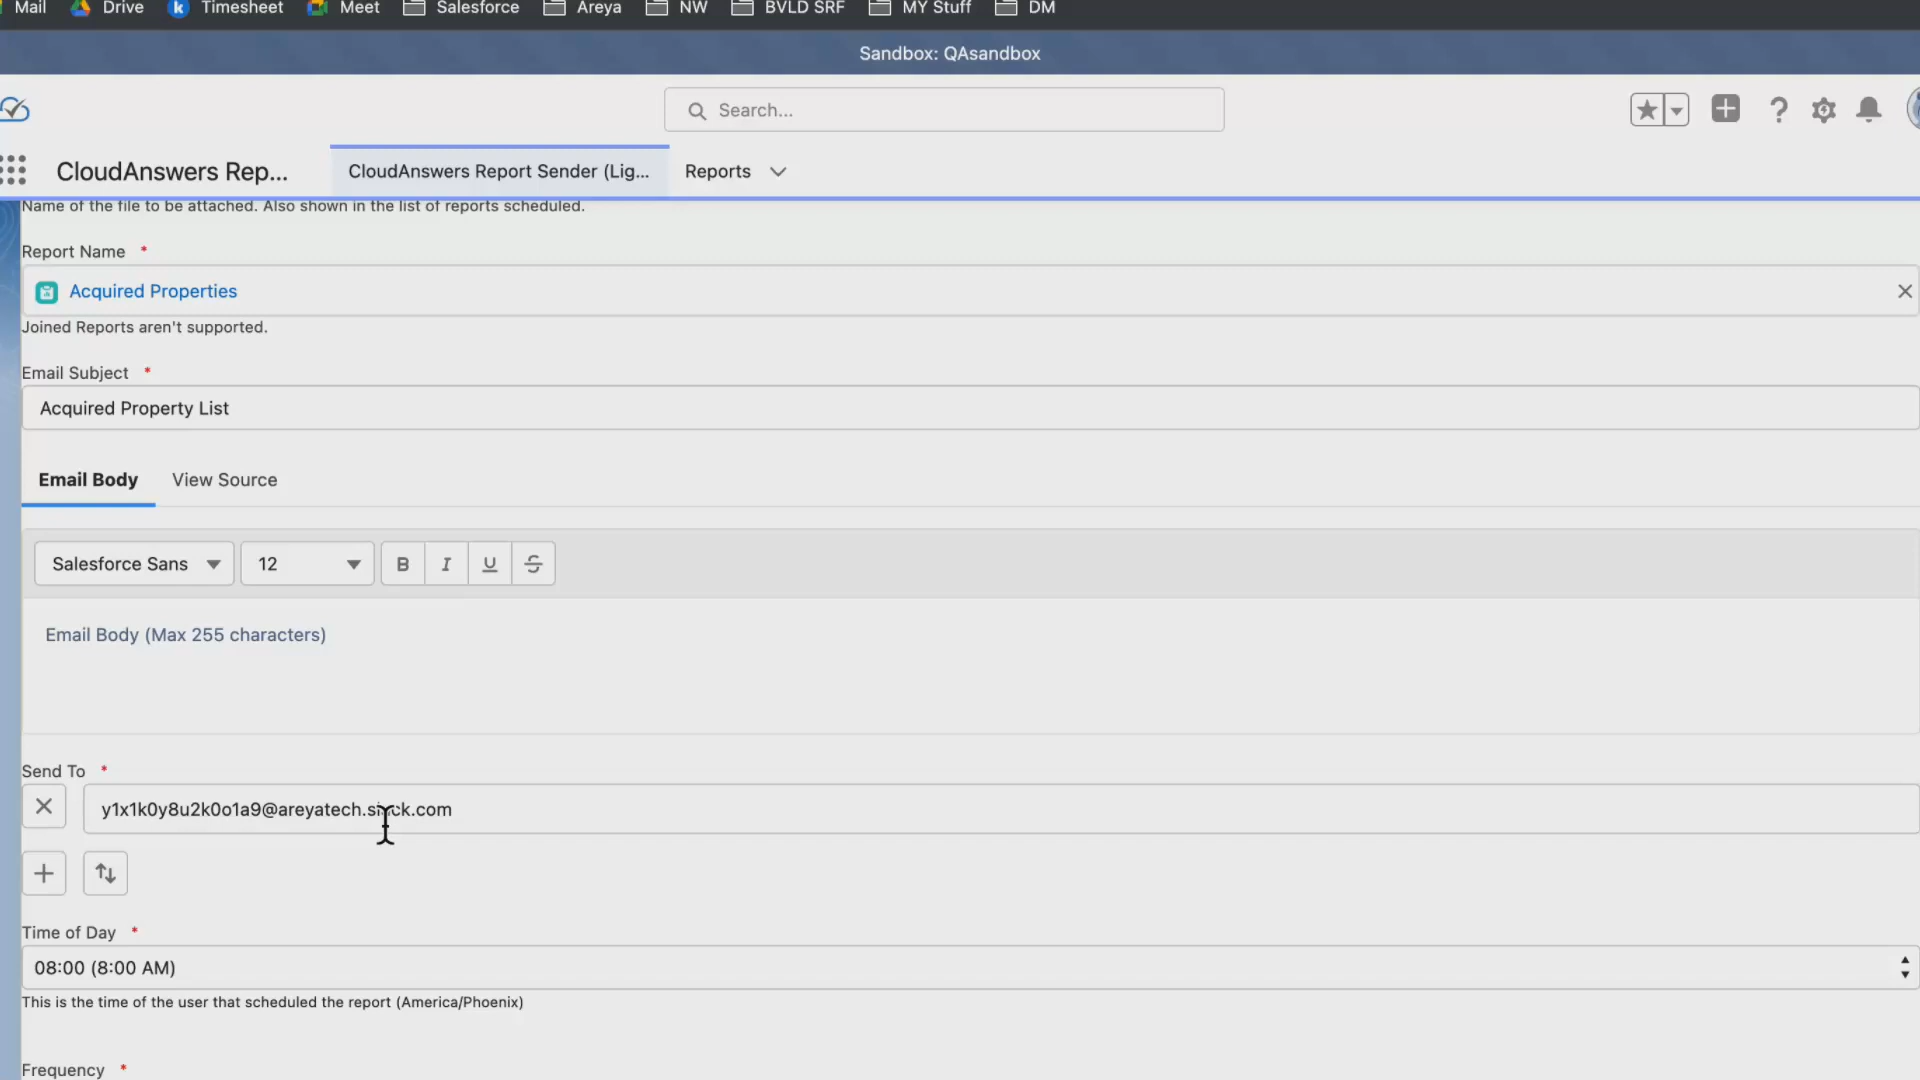 Mail Drive Timesheet Meet Salesforce Areya NW BVLD SRF MY Stuff DM
Sandbox: QAsandbox
Search...
CloudAnswers Rep... CloudAnswers Report Sender (Lig... Reports
Name of the file to be attached. Also shown in the list of reports scheduled.
Report Name *
Acquired Properties
Joined Reports aren't supported.
Email Subject *
Acquired Property List
Email Body View Source
Salesforce Sans 12 B I U S
Email Body (Max 255 characters)
Send To *
y1x1k0y8u2k0o1a9@areyatech.slack.com
Time of Day *
08:00 (8:00 AM)
This is the time of the user that scheduled the report (America/Phoenix)
Frequency *